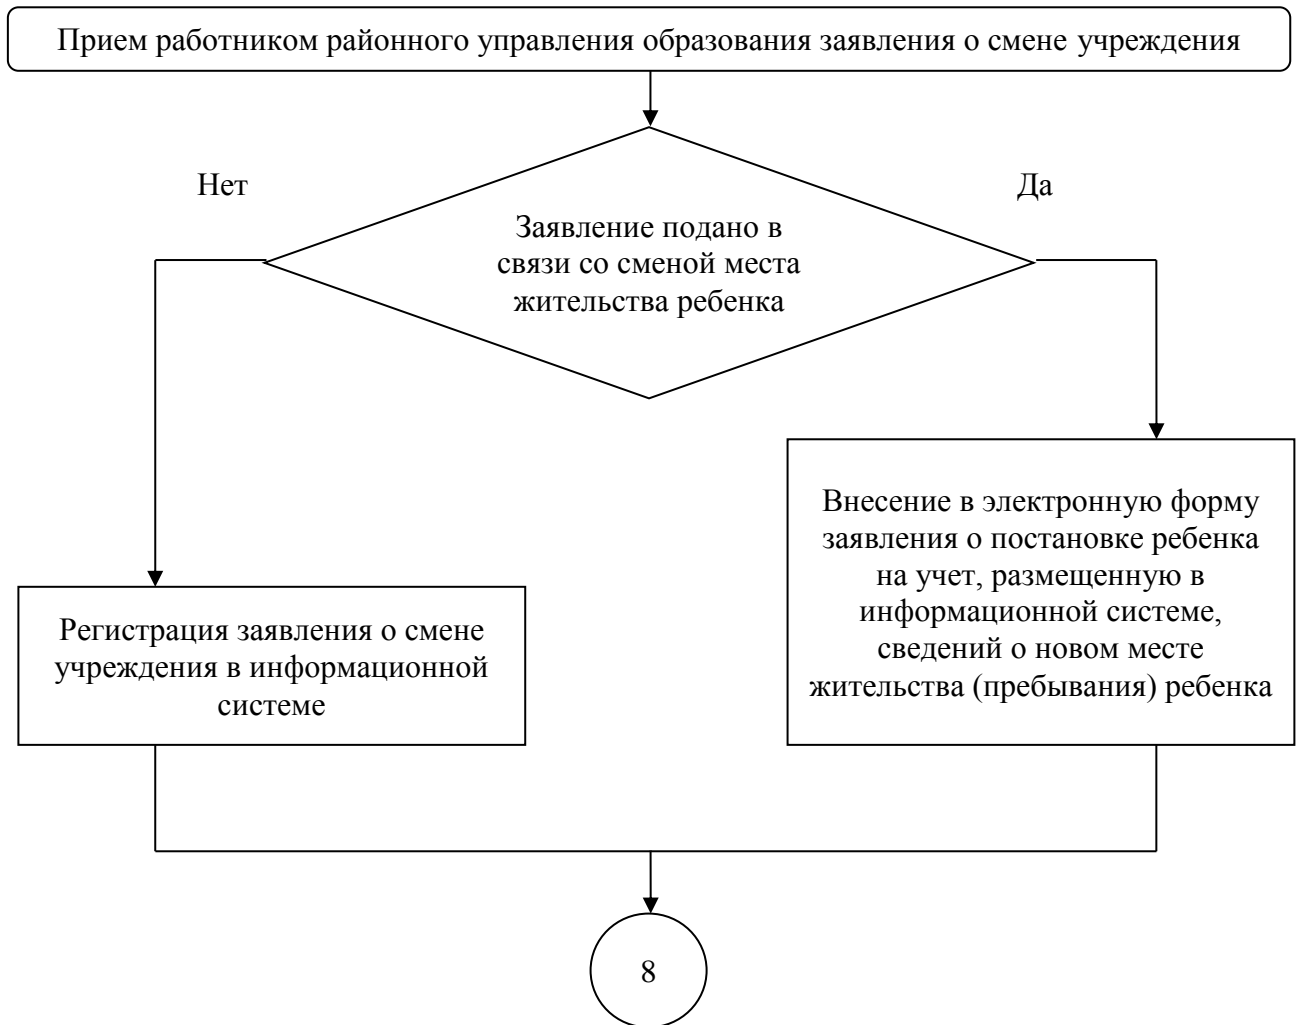 Прием работником районного управления образования заявления о смене учреждения
Нет
Да
Заявление подано в
связи со сменой места
жительства ребенка
Внесение в электронную форму
заявления о постановке ребенка
на учет, размещенную в
информационной системе,
сведений о новом месте
жительства (пребывания) ребенка
Регистрация заявления о смене
учреждения в информационной
системе
8